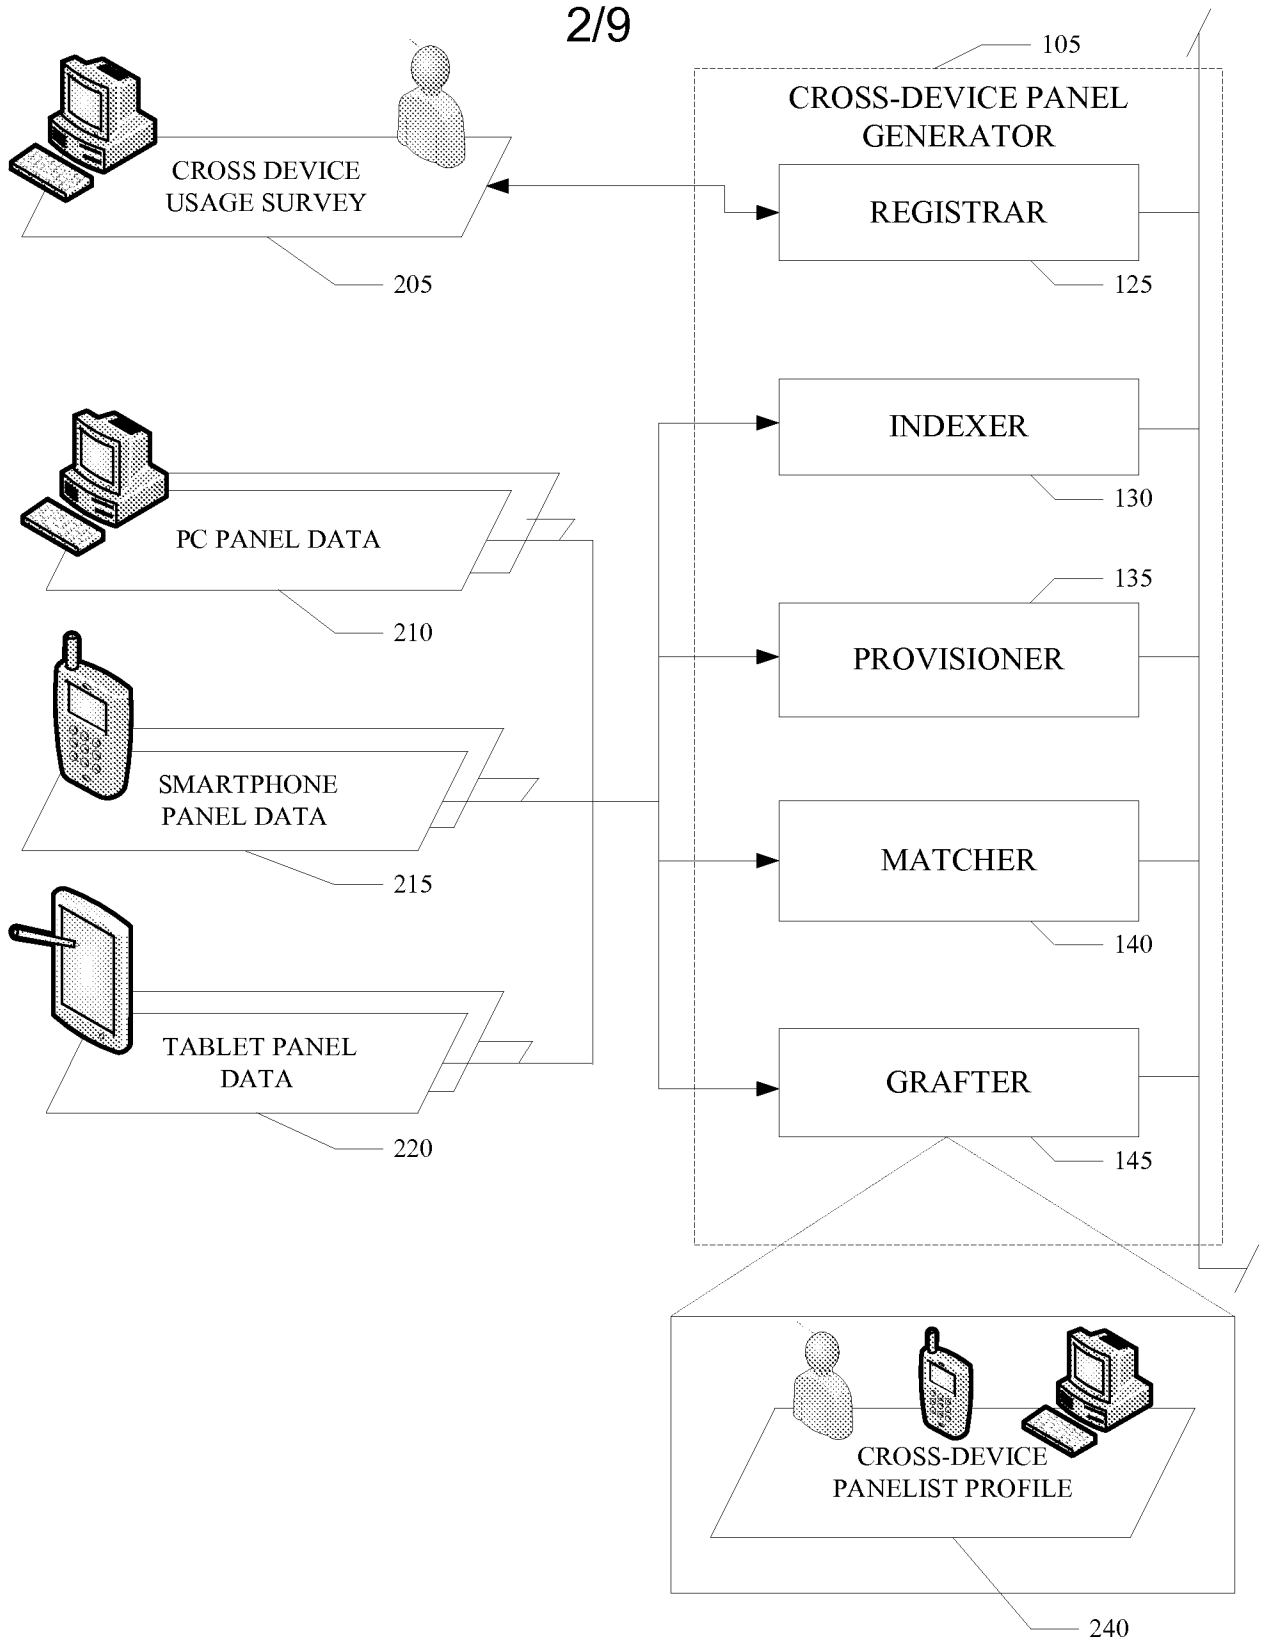 2/9
105
CROSS-DEVICE PANEL
GENERATOR
CROSS DEVICE
USAGE SURVEY
205
REGISTRAR
125
INDEXER
130
PC PANEL DATA
210
135
PROVISIONER
SMARTPHONE
PANEL DATA
215
MATCHER
140
TABLET PANEL
DATA
220
GRAFTER
145
CROSS-DEVICE
PANELIST PROFILE
240